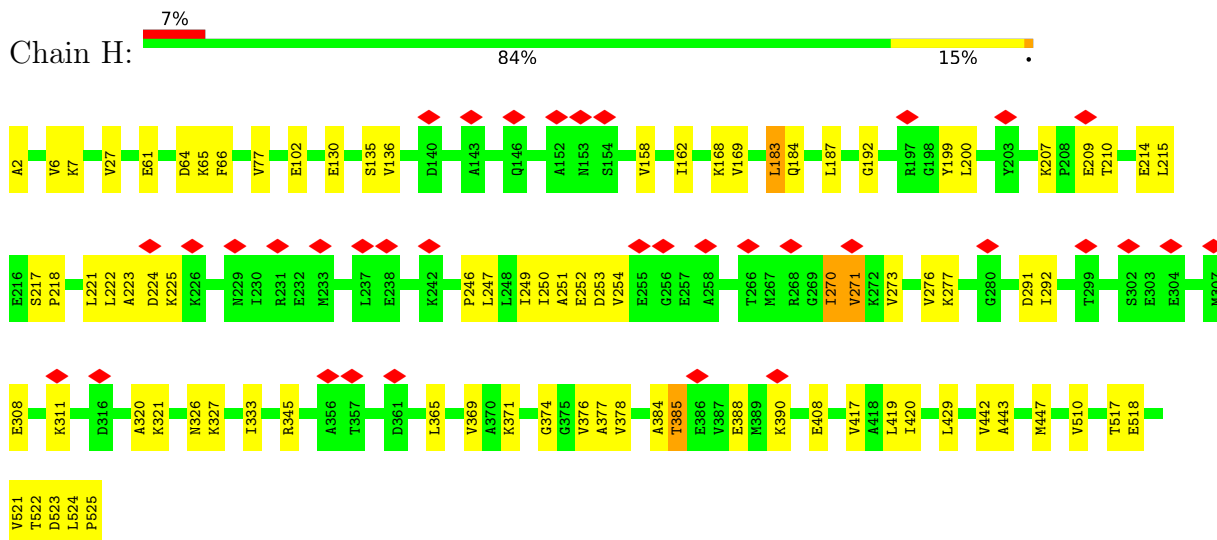 7%
Chain H:
84% 15% •
A2 V6 K7 V27 E61 D64 K65 F66 V77 E102 E130 S135 V136 D140 A143 Q146 A152 N153 S154 V158 I162 K168 V169 L183 Q184 L187 G192 R197 G198 Y199 L200 Y203 K207 P208 E209 T210 E214 L215
E216 S217 P218 L221 L222 A223 D224 K225 K226 N229 I230 R231 E232 M233 L237 E238 K242 P246 L247 L248 I249 I250 A251 E252 D253 V254 E255 G256 E257 A258 T266 M267 R268 G269 I270 V271 K272 V273 V276 K277 G280 D291 I292 T299 S302 E303 E304 M307
E308 K311 D316 A320 K321 N326 K327 I333 R345 A356 T357 D361 L365 V369 A370 K371 G374 G375 V376 A377 V378 A384 T385 E386 V387 E388 M389 K390 E408 V417 A418 L419 I420 L429 V442 A443 M447 V510 T517 E518
V521 T522 D523 L524 P525